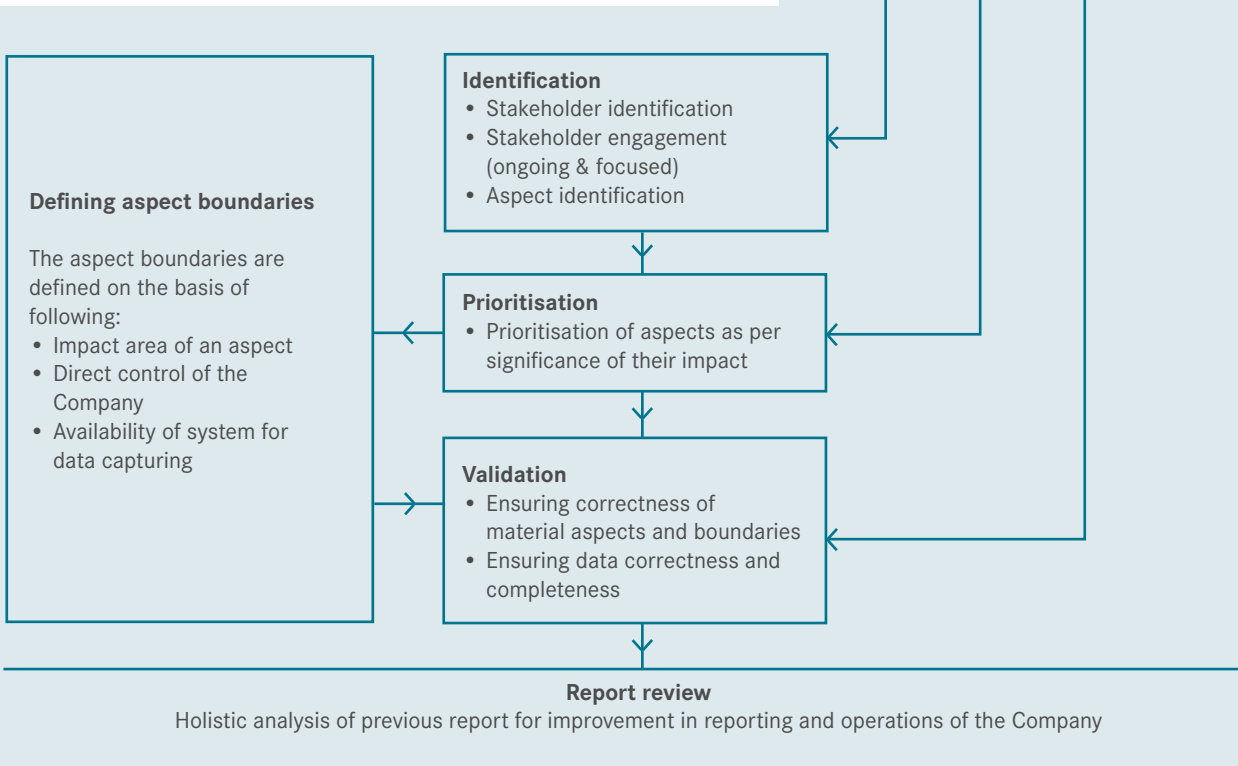 Defining aspect boundaries
The aspect boundaries are
defined on the basis of
following:
• Impact area of an aspect
• Direct control of the
Company
• Availability of system for
data capturing
Identification
• Stakeholder identification
• Stakeholder engagement
(ongoing & focused)
• Aspect identification
Prioritisation
• Prioritisation of aspects as per
significance of their impact
Validation
• Ensuring correctness of
material aspects and boundaries
• Ensuring data correctness and
completeness
Report review
Holistic analysis of previous report for improvement in reporting and operations of the Company